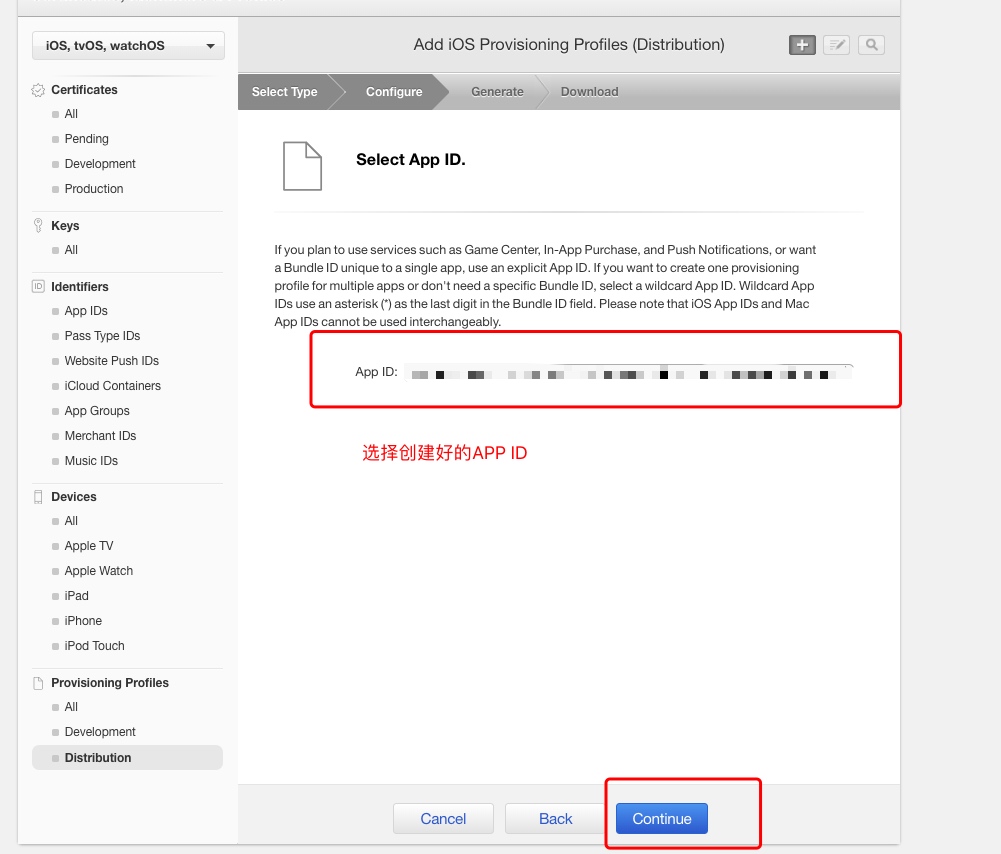 iOS, tvOS, watchOS
Add iOS Provisioning Profiles (Distribution)
Select Type
Configure
Generate
Download
Certificates
All
Pending
Development
Production
Keys
All
ID
Identifiers
App IDs
Pass Type IDs
Website Push IDs
iCloud Containers
App Groups
Merchant IDs
Music IDs
Devices
All
Apple TV
Apple Watch
iPad
iPhone
iPod Touch
Provisioning Profiles
All
Development
Distribution
Select App ID.
If you plan to use services such as Game Center, In-App Purchase, and Push Notifications, or want
a Bundle ID unique to a single app, use an explicit App ID. If you want to create one provisioning
profile for multiple apps or don't need a specific Bundle ID, select a wildcard App ID. Wildcard App
IDs use an asterisk (*) as the last digit in the Bundle ID field. Please note that iOS App IDs and Mac
App IDs cannot be used interchangeably.
App ID:
选择创建好的APP ID
Cancel
Back
Continue